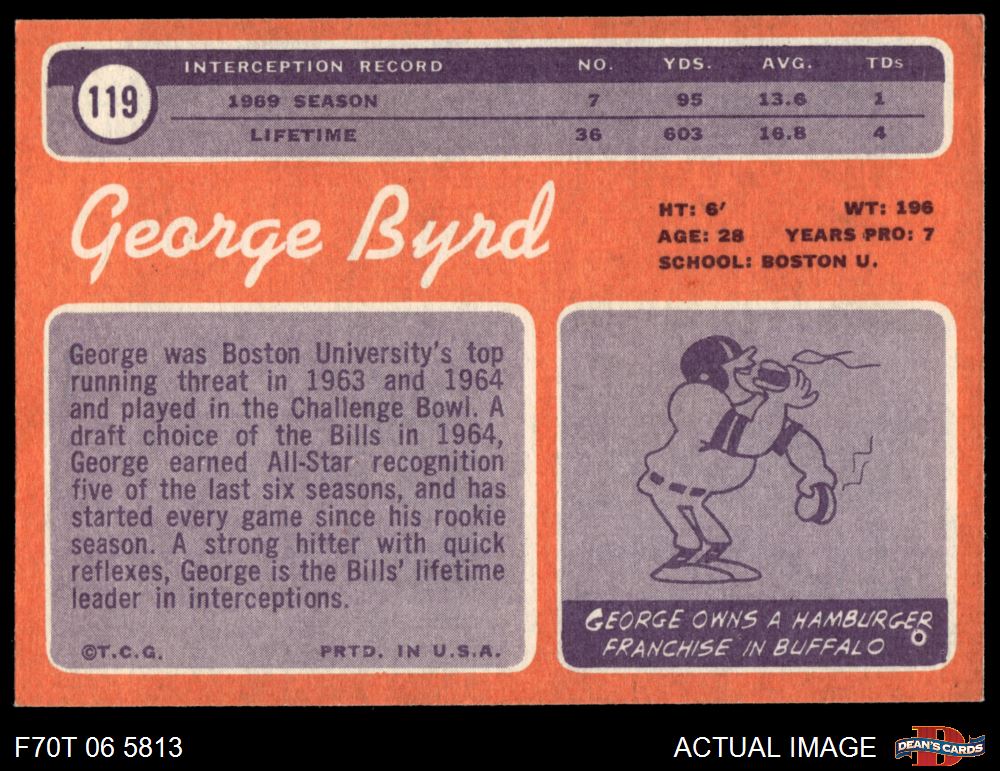 INTERCEPTION RECORD NO. YDS. AVG. TDs
119
1969 SEASON 7 95 13.6 1
LIFETIME 36 603 16.8 4
George Byrd
HT: 6′ WT: 196
AGE: 28 YEARS PRO: 7
SCHOOL: BOSTON U.
George was Boston University's top
running threat in 1963 and 1964
and played in the Challenge Bowl. A
draft choice of the Bills in 1964,
George earned All-Star recognition
five of the last six seasons, and has
started every game since his rookie
season. A strong hitter with quick
reflexes, George is the Bills' lifetime
leader in interceptions.
©T.C.G. PRTD. IN U.S.A.
GEORGE OWNS A HAMBURGER
FRANCHISE IN BUFFALO
F70T 06 5813
ACTUAL IMAGE
DEAN'S CARDS